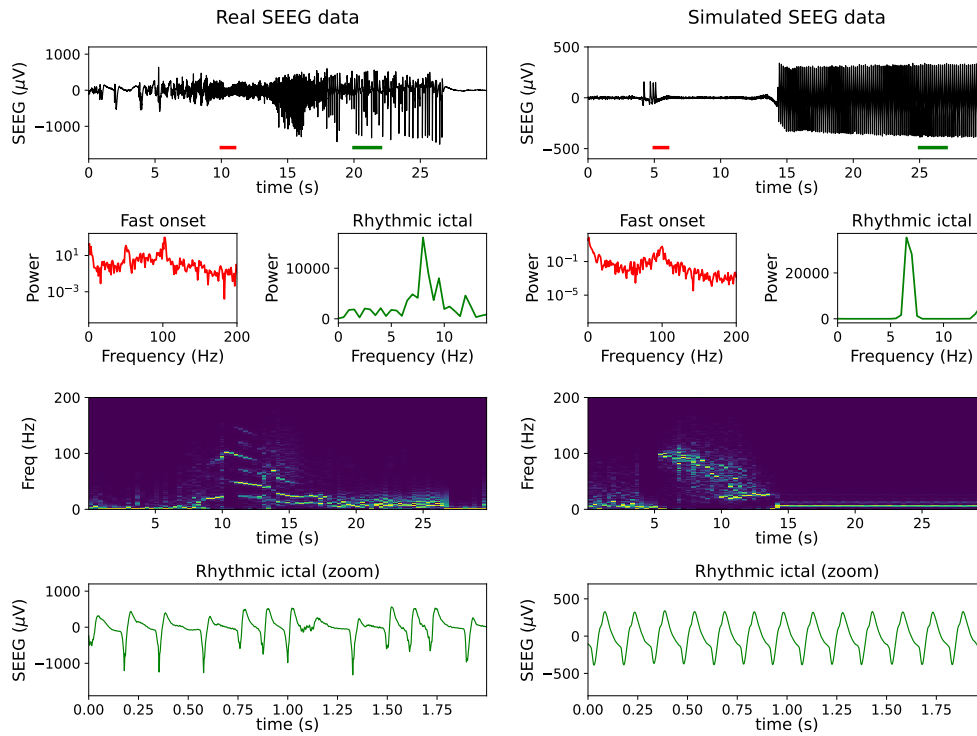 Real SEEG data
Simulated SEEG data
SEEG (μV)
1000
0
−1000
0 5 10 15 20 25
time (s)
SEEG (μV)
500
0
−500
0 5 10 15 20 25
time (s)
Fast onset
Power
10¹
10⁻³
0 100 200
Frequency (Hz)
Rhythmic ictal
Power
10000
0
0 5 10
Frequency (Hz)
Fast onset
Power
10⁻¹
10⁻⁵
0 100 200
Frequency (Hz)
Rhythmic ictal
Power
20000
0
0 5 10
Frequency (Hz)
Freq (Hz)
200
100
0
5 10 15 20 25
time (s)
Freq (Hz)
200
100
0
5 10 15 20 25
time (s)
Rhythmic ictal (zoom)
SEEG (μV)
1000
0
−1000
0.00 0.25 0.50 0.75 1.00 1.25 1.50 1.75
time (s)
Rhythmic ictal (zoom)
SEEG (μV)
500
0
−500
0.00 0.25 0.50 0.75 1.00 1.25 1.50 1.75
time (s)